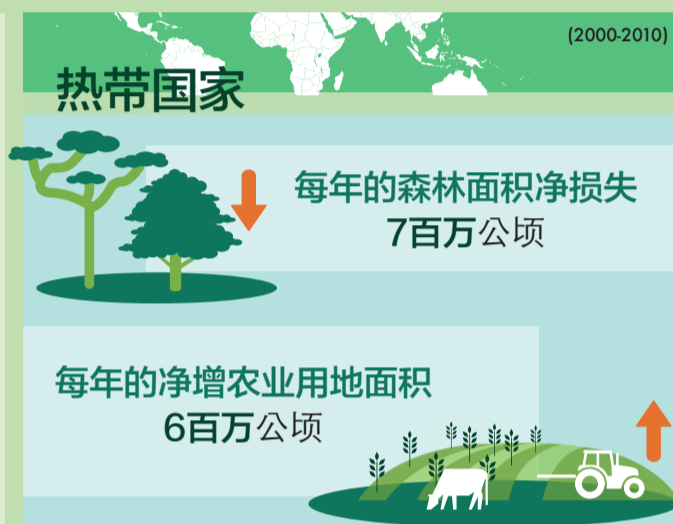 (2000-2010)
热带国家
每年的森林面积净损失
7百万公顷
每年的净增农业用地面积
6百万公顷